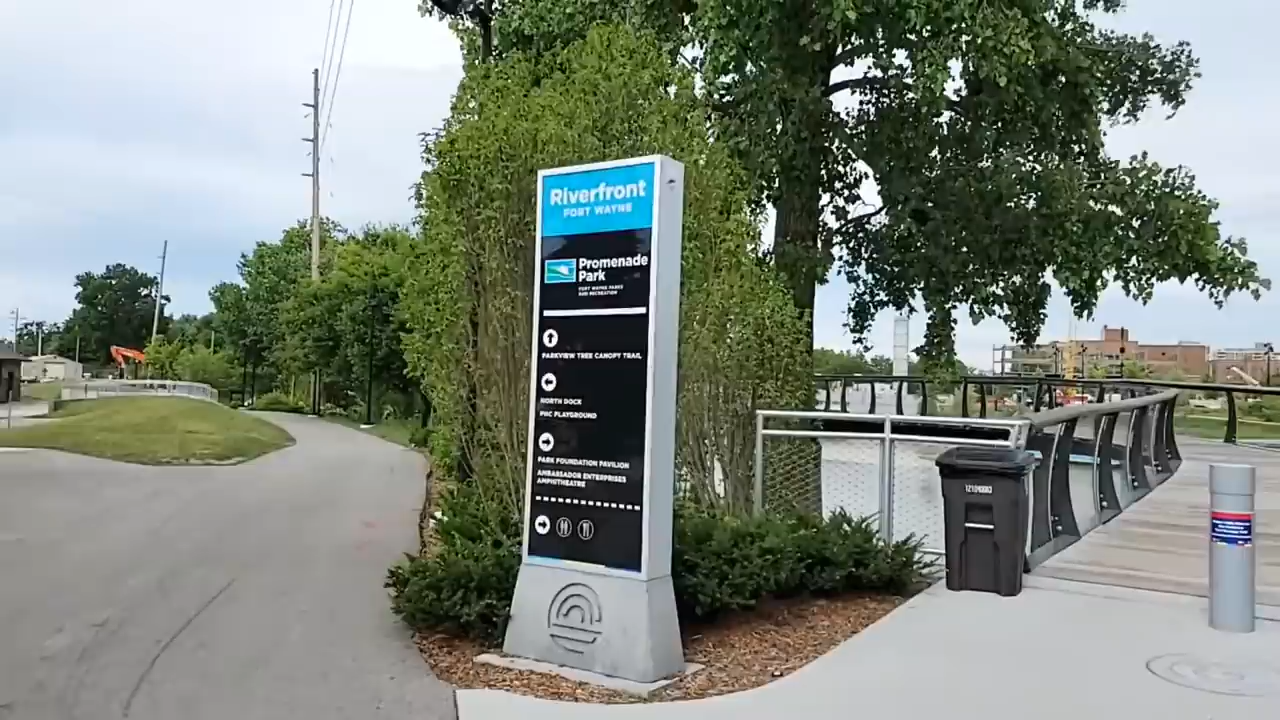 Riverfront
FORT WAYNE
Promenade
Park
FORT WAYNE PARKS
AND RECREATION
PARKVIEW TREE CANOPY TRAIL
NORTH DOCK
PNC PLAYGROUND
PARK FOUNDATION PAVILION
AMBASSADOR ENTERPRISES
AMPHITHEATRE